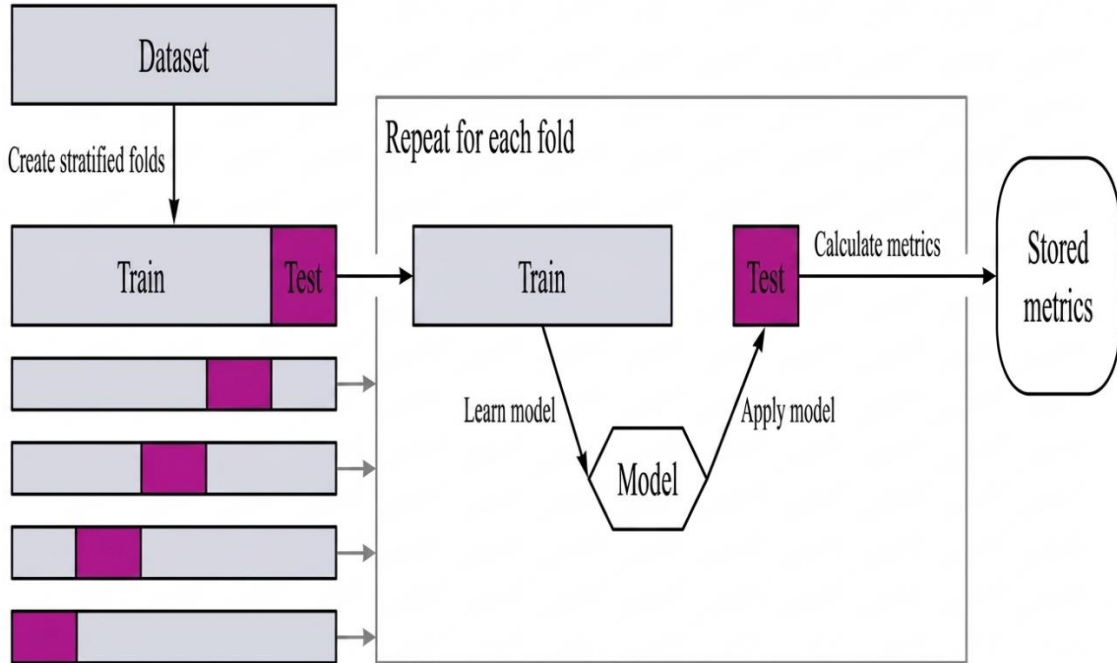 Dataset
Create stratified folds
Repeat for each fold
Train
Test
Train
Test
Calculate metrics
Stored
metrics
Learn model
Apply model
Model